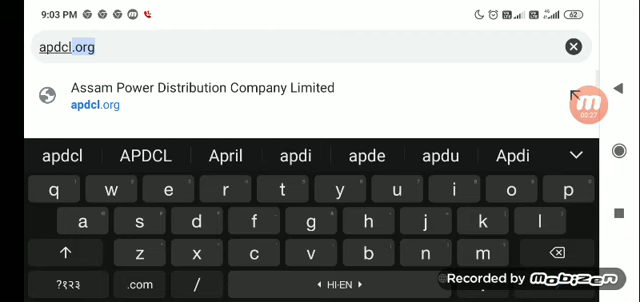 9:03 PM
62
apdcl.org
Assam Power Distribution Company Limited
apdcl.org
00:27
apdcl APDCL April apdi apde apdu Apdi
q w e r t y u i o p
a s d f g h j k l
z x c v b n m
?१२३ .com / HI·EN
Recorded by mobizen